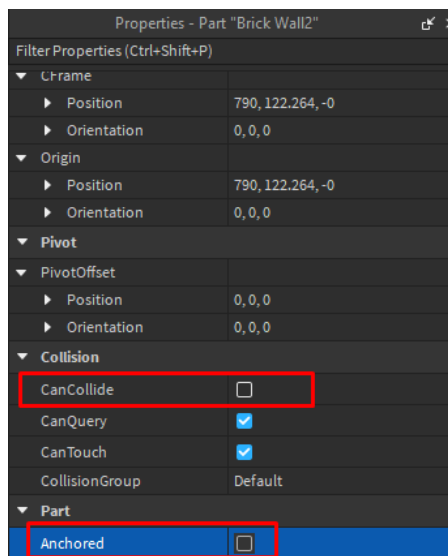 Properties - Part "Brick Wall2"
Filter Properties (Ctrl+Shift+P)
CFrame
Position 790, 122.264, -0
Orientation 0, 0, 0
Origin
Position 790, 122.264, -0
Orientation 0, 0, 0
Pivot
PivotOffset
Position 0, 0, 0
Orientation 0, 0, 0
Collision
CanCollide
CanQuery
CanTouch
CollisionGroup Default
Part
Anchored